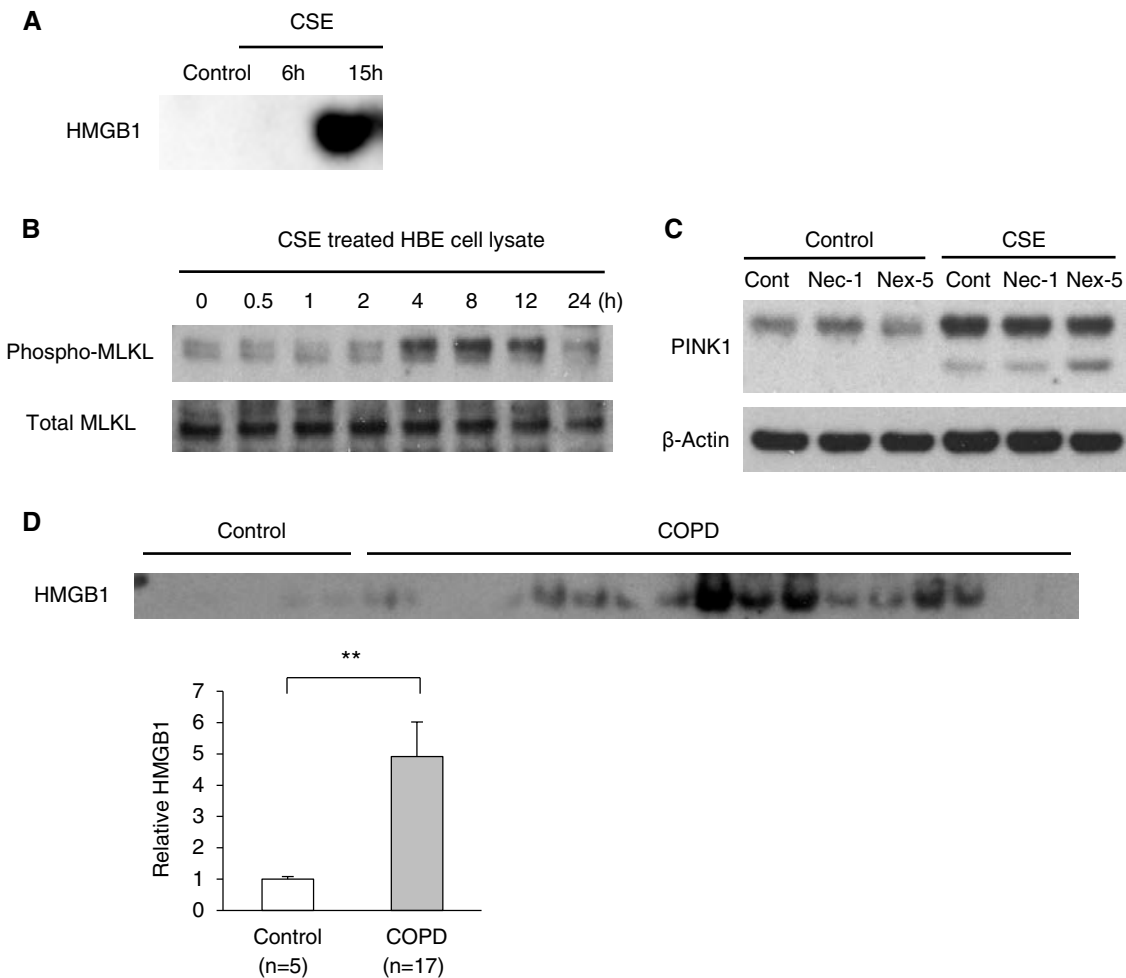 A
CSE
Control 6h 15h
HMGB1
B
CSE treated HBE cell lysate
0 0.5 1 2 4 8 12 24 (h)
Phospho-MLKL
Total MLKL
C
Control CSE
Cont Nec-1 Nex-5 Cont Nec-1 Nex-5
PINK1
β-Actin
D
Control COPD
HMGB1
**
Relative HMGB1
7
6
5
4
3
2
1
0
Control COPD
(n=5) (n=17)